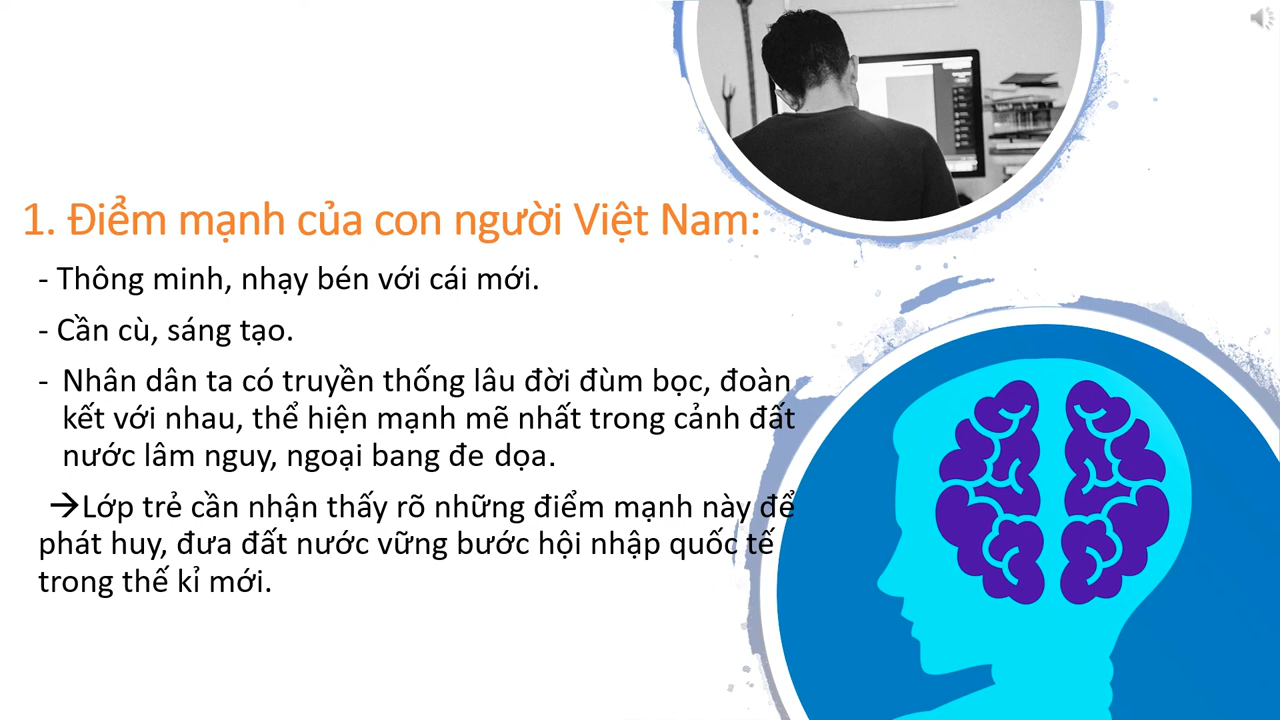 1. Điểm mạnh của con người Việt Nam:
- Thông minh, nhạy bén với cái mới.
- Cần cù, sáng tạo.
- Nhân dân ta có truyền thống lâu đời đùm bọc, đoàn
kết với nhau, thể hiện mạnh mẽ nhất trong cảnh đất
nước lâm nguy, ngoại bang đe dọa.
→Lớp trẻ cần nhận thấy rõ những điểm mạnh này để
phát huy, đưa đất nước vững bước hội nhập quốc tế
trong thế kỉ mới.